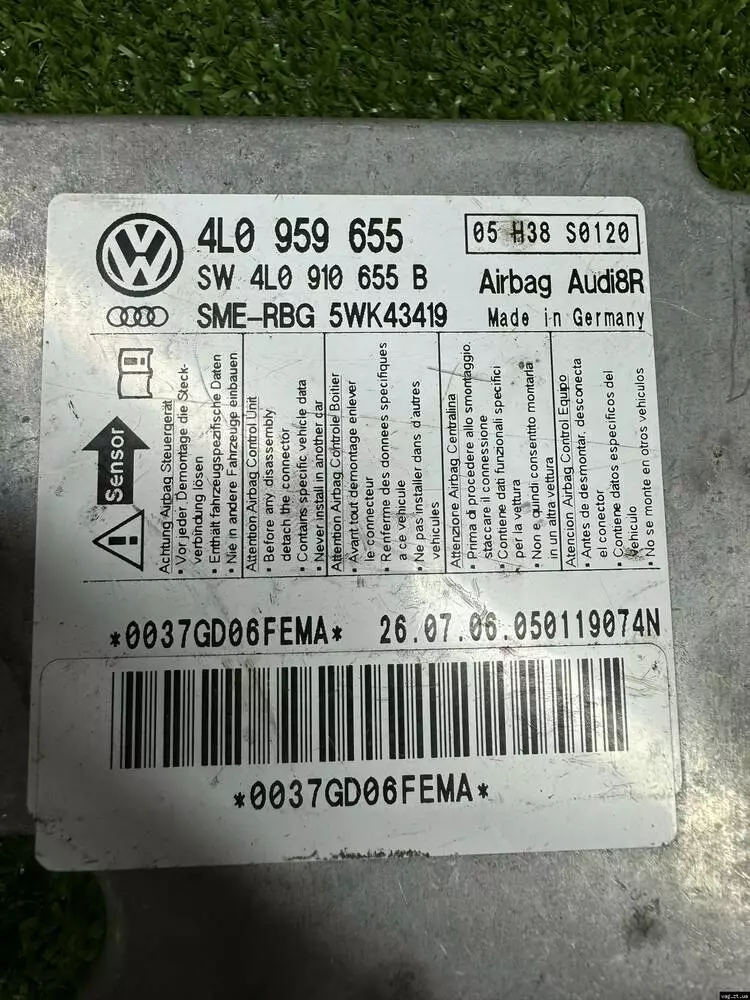 4L0 959 655
05 H38 S0120
SW 4L0 910 655 B
Airbag Audi8R
SME-RBG 5WK43419
Made in Germany
Sensor
Achtung Airbag Steuergerät
• Vor jeder Demontage die Steck-
verbindung lösen
• Enthält fahrzeugspezifische Daten
• Nie in andere Fahrzeuge einbauen
Attention Airbag Control Unit
• Before any disassembly
detach the connector
• Contains specific vehicle data
• Never install in another car
Attention Airbag Controle Boitier
• Avant tout demontage enlever
le connecteur
• Renferme des données specifiques
a ce véhicule
• Ne pas installer dans d'autres
véhicules
Attenzione Airbag Centralina
• Prima di procedere allo smontaggio.
staccare il connessione
• Contiene dati funzionali specifici
per la vettura
• Non e quindi consentito montarla
in un altra vettura
Atencion Airbag Control Equipo
• Antes de desmontar, desconecta
el conector
• Contiene datos especificos del
Vehiculo
• No se monte en otros vehiculos
*0037GD06FEMA* 26.07.06.050119074N
*0037GD06FEMA*
vag.zt.ua